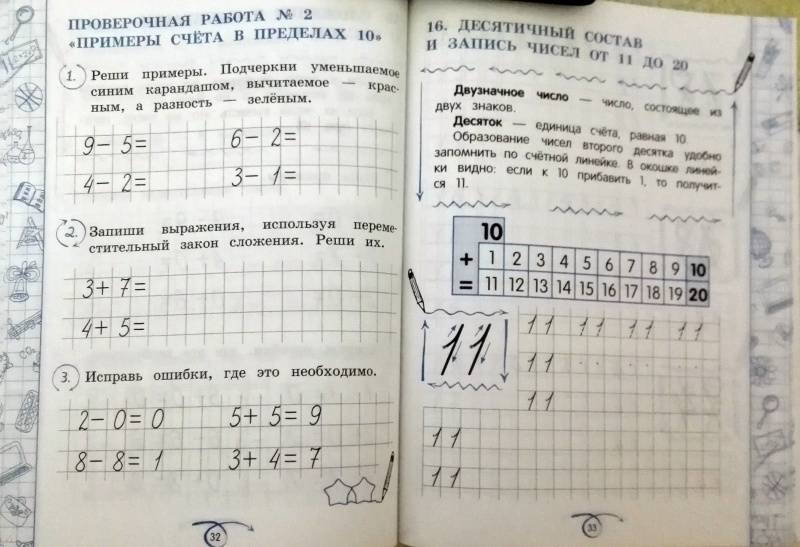 ПРОВЕРОЧНАЯ РАБОТА № 2
«ПРИМЕРЫ СЧЁТА В ПРЕДЕЛАХ 10»
1. Реши примеры. Подчеркни уменьшаемое
синим карандашом, вычитаемое — крас-
ным, а разность — зелёным.
9 − 5 = 6 − 2 =
4 − 2 = 3 − 1 =
2. Запиши выражения, используя переме-
стительный закон сложения. Реши их.
3 + 7 =
4 + 5 =
3. Исправь ошибки, где это необходимо.
2 − 0 = 0 5 + 5 = 9
8 − 8 = 1 3 + 4 = 7
32
16. ДЕСЯТИЧНЫЙ СОСТАВ
И ЗАПИСЬ ЧИСЕЛ ОТ 11 ДО 20
Двузначное число — число, состоящее из
двух знаков.
Десяток — единица счёта, равная 10.
Образование чисел второго десятка удобно
запомнить по счётной линейке. В окошке линей-
ки видно: если к 10 прибавить 1, то получит-
ся 11.
10
+ 1 2 3 4 5 6 7 8 9 10
= 11 12 13 14 15 16 17 18 19 20
11 11 11 11 11
11
11
11
11
33